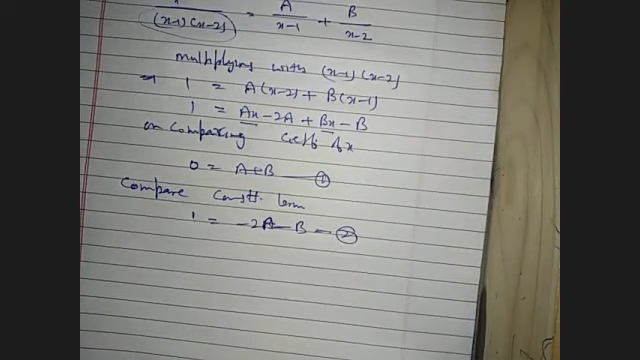 (x-1)(x-2) = A/x-1 + B/x-2
multiplying with (x-1)(x-2)
⇒ 1 = A(x-2) + B(x-1)
1 = Ax - 2A + Bx - B
on comparing coeff. of x
0 = A+B — ①
Compare constt. term
1 = -2A - B — ②